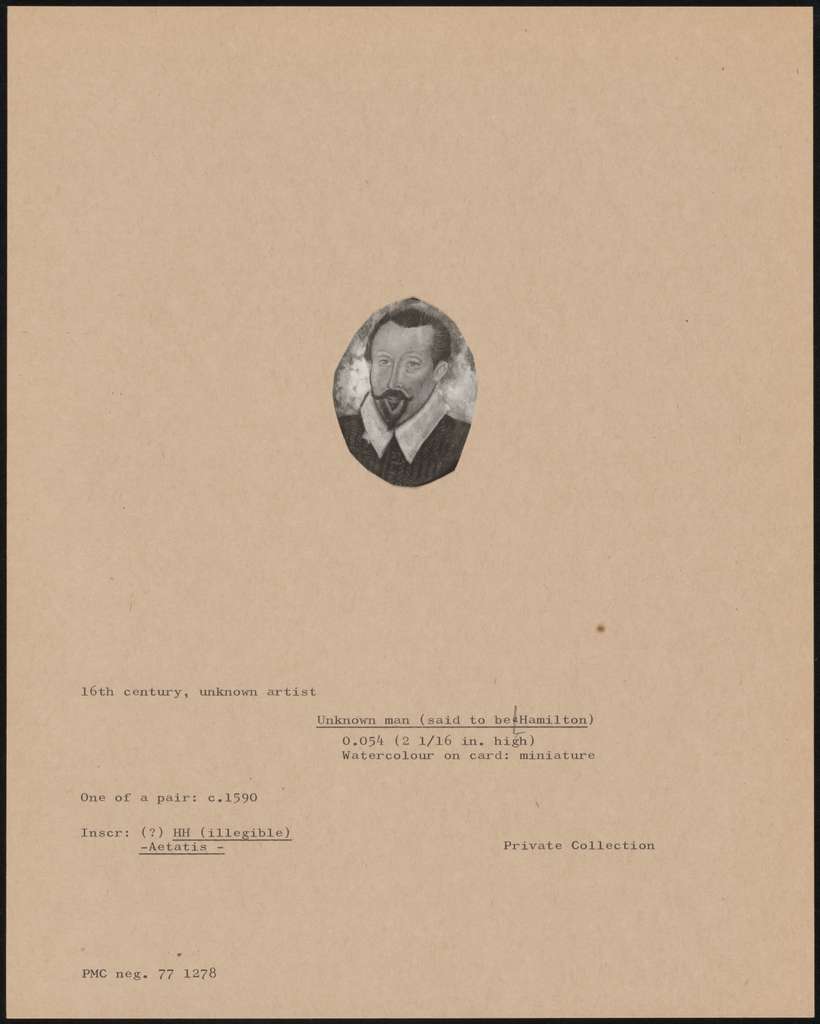 16th century, unknown artist
Unknown man (said to be Hamilton)
0.054 (2 1/16 in. high)
Watercolour on card: miniature
One of a pair: c.1590
Inscr: (?) HH (illegible)
-Aetatis -
Private Collection
PMC neg. 77 1278